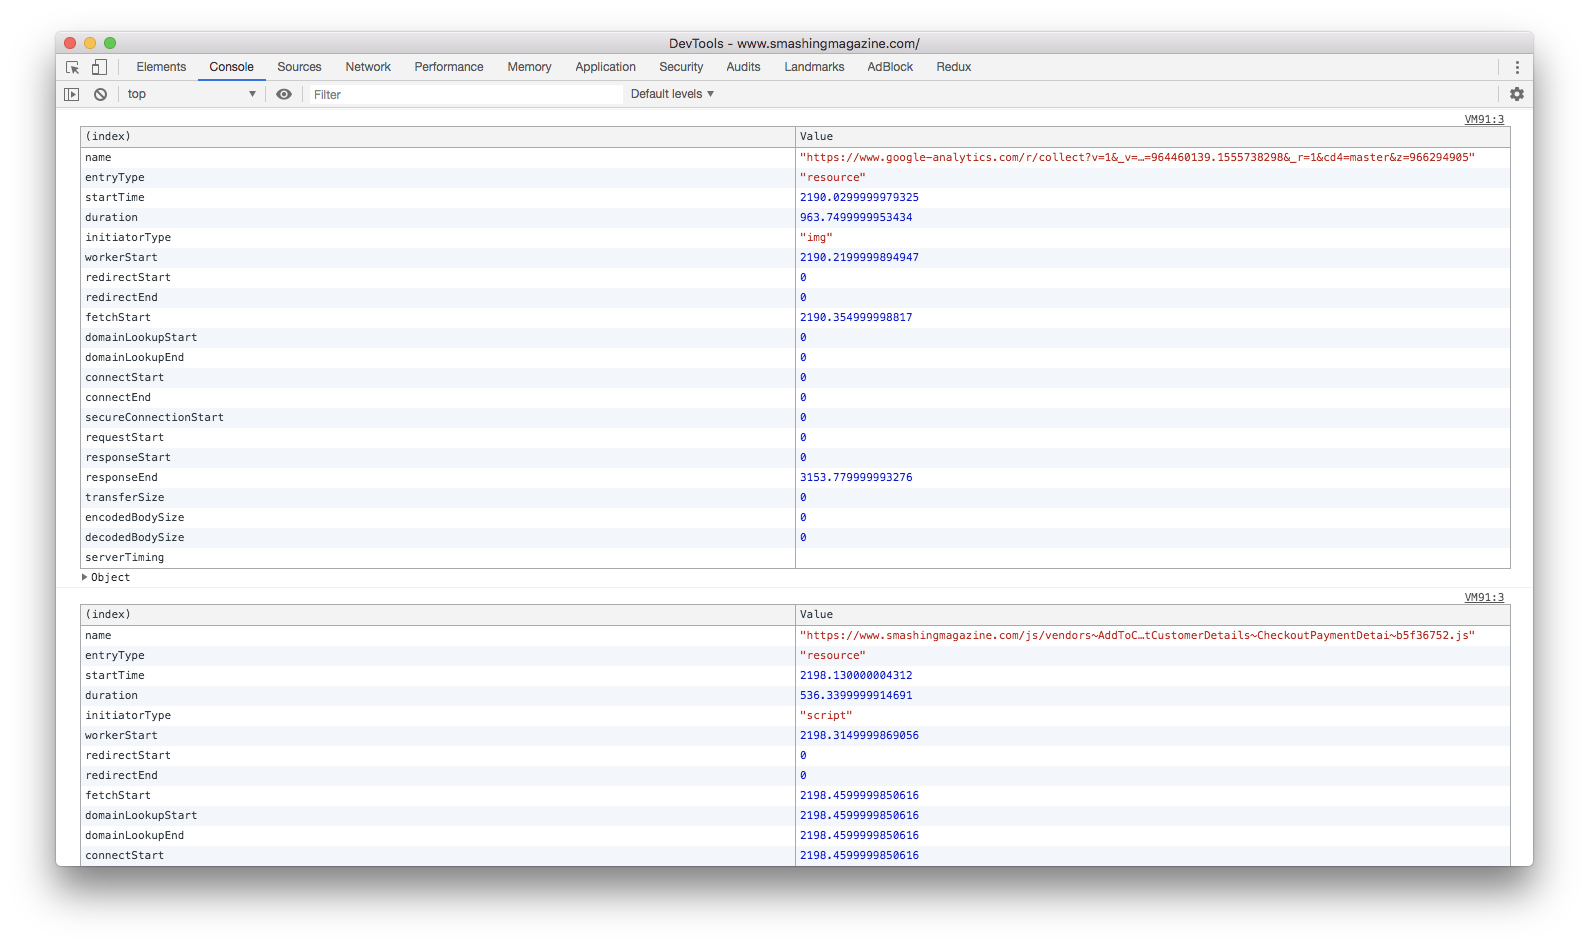 DevTools - www.smashingmagazine.com/
Elements Console Sources Network Performance Memory Application Security Audits Landmarks AdBlock Redux
top Filter Default levels
VM91:3
(index) Value
name "https://www.google-analytics.com/r/collect?v=1&_v=…=964460139.1555738298&_r=1&cd4=master&z=966294905"
entryType "resource"
startTime 2190.0299999979325
duration 963.7499999953434
initiatorType "img"
workerStart 2190.2199999894947
redirectStart 0
redirectEnd 0
fetchStart 2190.354999998817
domainLookupStart 0
domainLookupEnd 0
connectStart 0
connectEnd 0
secureConnectionStart 0
requestStart 0
responseStart 0
responseEnd 3153.779999993276
transferSize 0
encodedBodySize 0
decodedBodySize 0
serverTiming
Object
VM91:3
(index) Value
name "https://www.smashingmagazine.com/js/vendors~AddToC…tCustomerDetails~CheckoutPaymentDetai~b5f36752.js"
entryType "resource"
startTime 2198.130000004312
duration 536.3399999914691
initiatorType "script"
workerStart 2198.3149999869056
redirectStart 0
redirectEnd 0
fetchStart 2198.4599999850616
domainLookupStart 2198.4599999850616
domainLookupEnd 2198.4599999850616
connectStart 2198.4599999850616